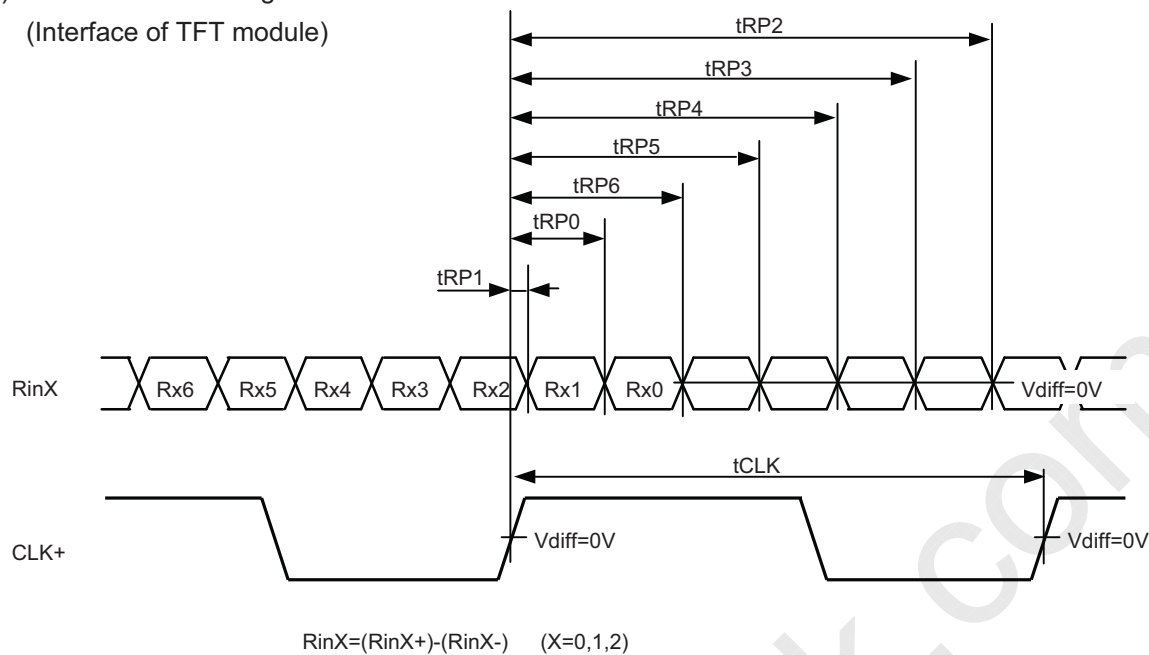 (Interface of TFT module)
tRP2
tRP3
tRP4
tRP5
tRP6
tRP0
tRP1
RinX Rx6 Rx5 Rx4 Rx3 Rx2 Rx1 Rx0 Vdiff=0V
tCLK
CLK+ Vdiff=0V Vdiff=0V
RinX=(RinX+)-(RinX-) (X=0,1,2)